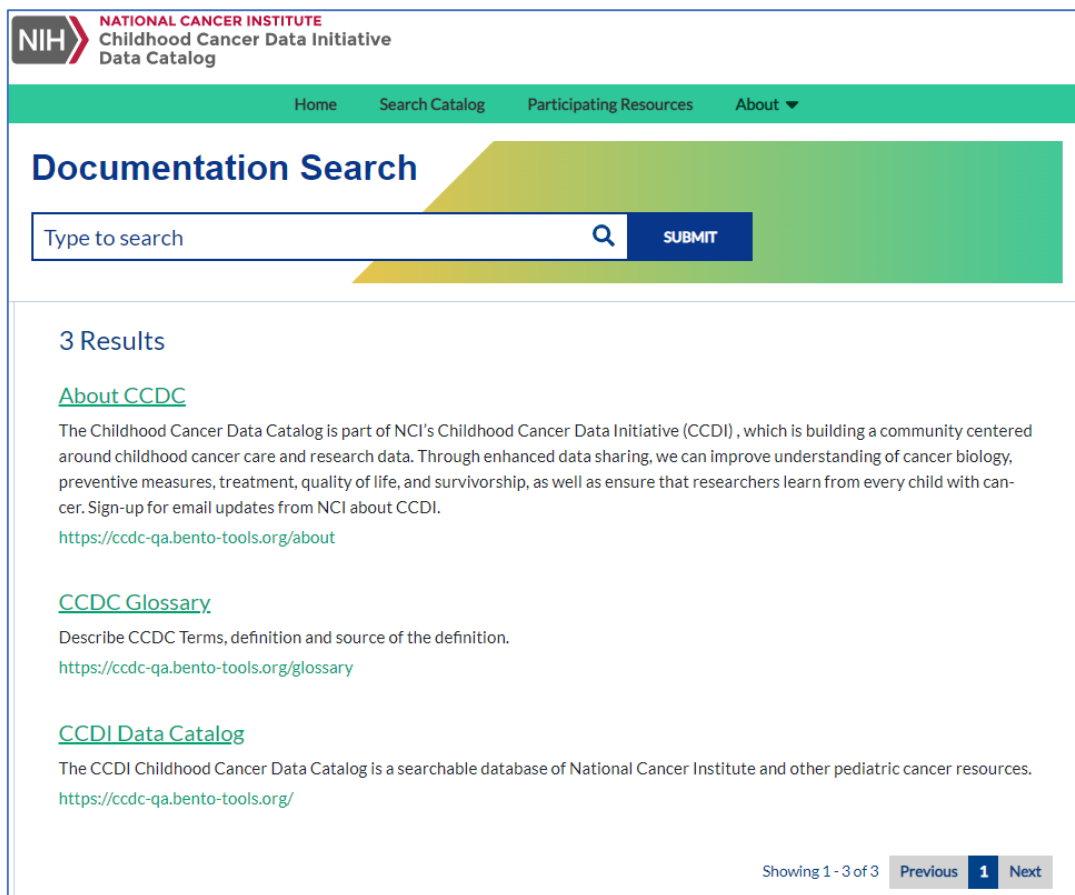 NIH
NATIONAL CANCER INSTITUTE
Childhood Cancer Data Initiative
Data Catalog
Home Search Catalog Participating Resources About
Documentation Search
Type to search SUBMIT
3 Results
About CCDC
The Childhood Cancer Data Catalog is part of NCI's Childhood Cancer Data Initiative (CCDI) , which is building a community centered
around childhood cancer care and research data. Through enhanced data sharing, we can improve understanding of cancer biology,
preventive measures, treatment, quality of life, and survivorship, as well as ensure that researchers learn from every child with can-
cer. Sign-up for email updates from NCI about CCDI.
https://ccdc-qa.bento-tools.org/about
CCDC Glossary
Describe CCDC Terms, definition and source of the definition.
https://ccdc-qa.bento-tools.org/glossary
CCDI Data Catalog
The CCDI Childhood Cancer Data Catalog is a searchable database of National Cancer Institute and other pediatric cancer resources.
https://ccdc-qa.bento-tools.org/
Showing 1 - 3 of 3 Previous 1 Next